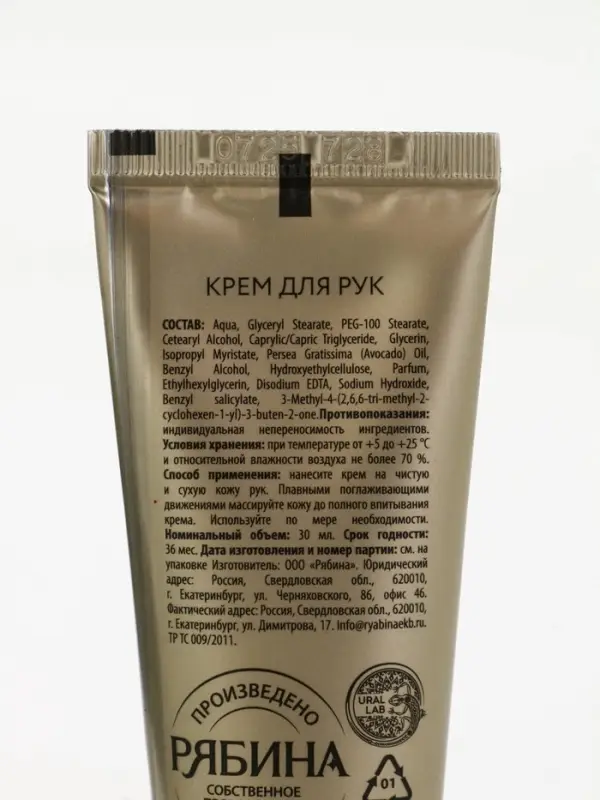 0725 728
КРЕМ ДЛЯ РУК
СОСТАВ: Aqua, Glyceryl Stearate, PEG-100 Stearate,
Cetearyl Alcohol, Caprylic/Capric Triglyceride, Glycerin,
Isopropyl Myristate, Persea Gratissima (Avocado) Oil,
Benzyl Alcohol, Hydroxyethylcellulose, Parfum,
Ethylhexylglycerin, Disodium EDTA, Sodium Hydroxide,
Benzyl salicylate, 3-Methyl-4-(2,6,6-tri-methyl-2-
cyclohexen-1-yl)-3-buten-2-one.Противопоказания:
индивидуальная непереносимость ингредиентов.
Условия хранения: при температуре от +5 до +25 °С
и относительной влажности воздуха не более 70 %.
Способ применения: нанесите крем на чистую
и сухую кожу рук. Плавными поглаживающими
движениями массируйте кожу до полного впитывания
крема. Используйте по мере необходимости.
Номинальный объем: 30 мл. Срок годности:
36 мес. Дата изготовления и номер партии: см. на
упаковке Изготовитель: ООО «Рябина». Юридический
адрес: Россия, Свердловская обл., 620010,
г. Екатеринбург, ул. Черняховского, 86, офис 46.
Фактический адрес: Россия, Свердловская обл., 620010,
г. Екатеринбург, ул. Димитрова, 17. info@ryabinaekb.ru.
ТР ТС 009/2011.
ПРОИЗВЕДЕНО
РЯБИНА
СОБСТВЕННОЕ
URAL
LAB
01